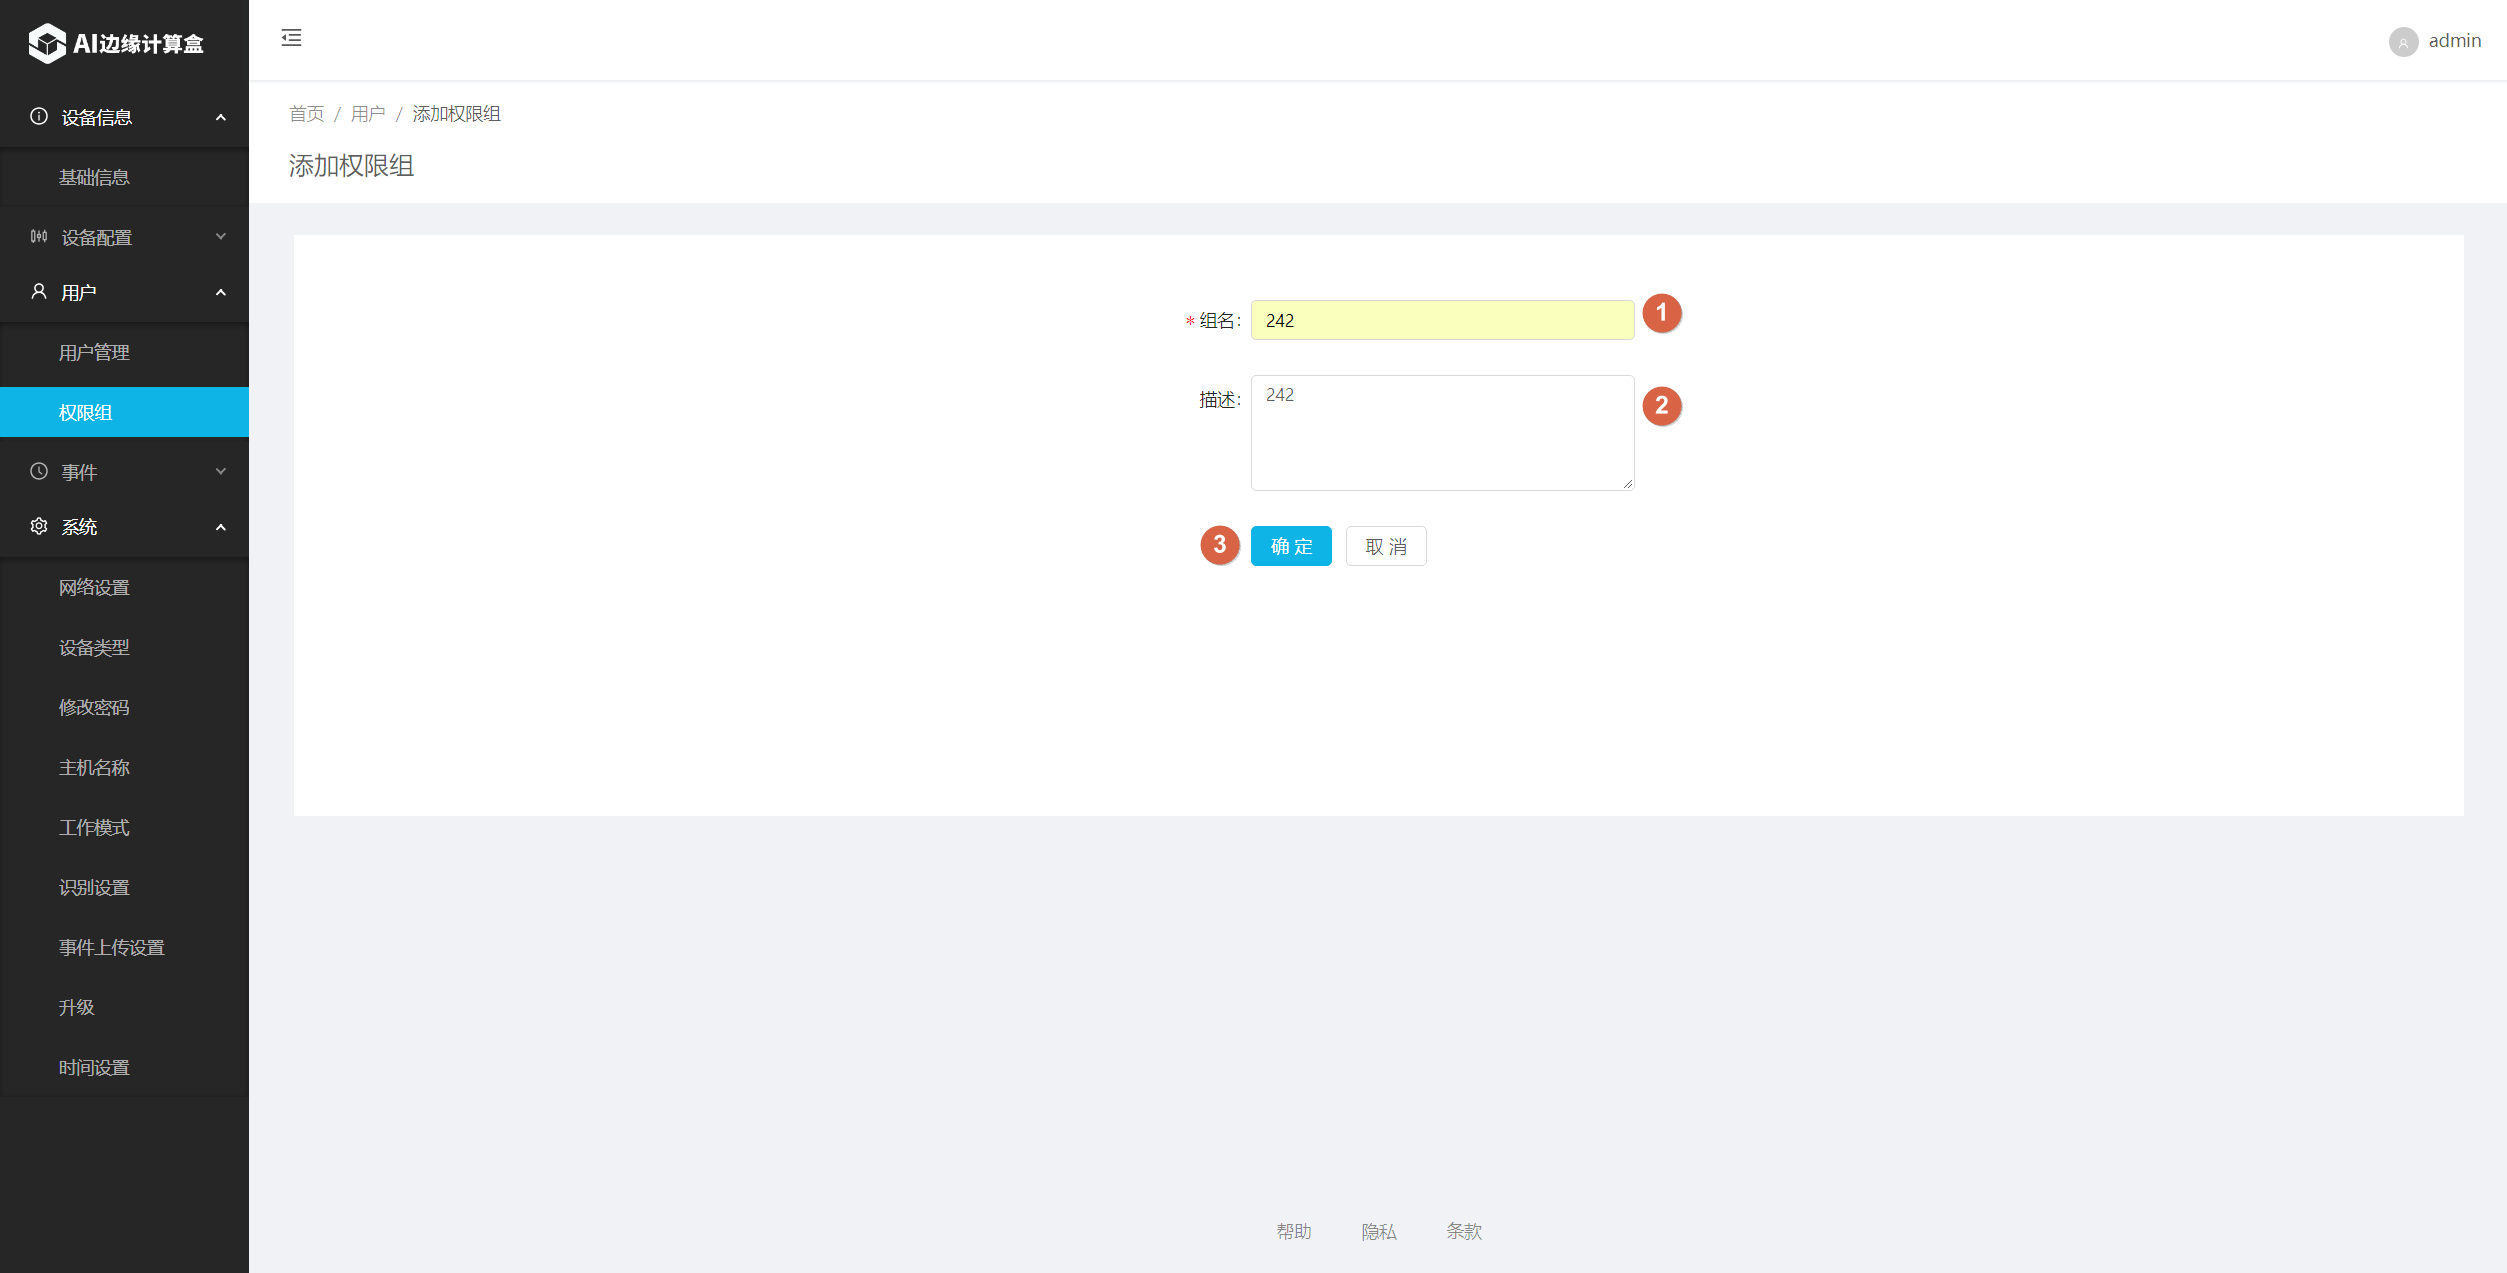 AI边缘计算盒
设备信息
基础信息
设备配置
用户
用户管理
权限组
事件
系统
网络设置
设备类型
修改密码
主机名称
工作模式
识别设置
事件上传设置
升级
时间设置
admin
首页 / 用户 / 添加权限组
添加权限组
* 组名: 242 1
描述: 242 2
3 确 定 取 消
帮助 隐私 条款